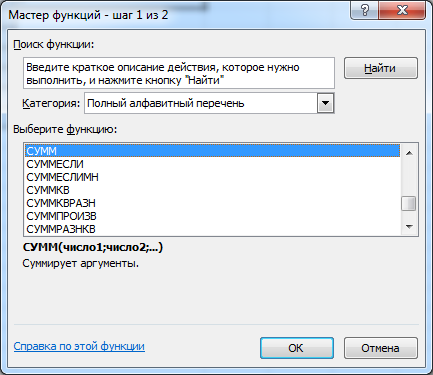 Мастер функций - шаг 1 из 2
Поиск функции:
Введите краткое описание действия, которое нужно
выполнить, и нажмите кнопку "Найти"
Найти
Категория: Полный алфавитный перечень
Выберите функцию:
СУММ
СУММЕСЛИ
СУММЕСЛИМН
СУММКВ
СУММКВРАЗН
СУММПРОИЗВ
СУММРАЗНКВ
СУММ(число1;число2;...)
Суммирует аргументы.
Справка по этой функции
ОК
Отмена